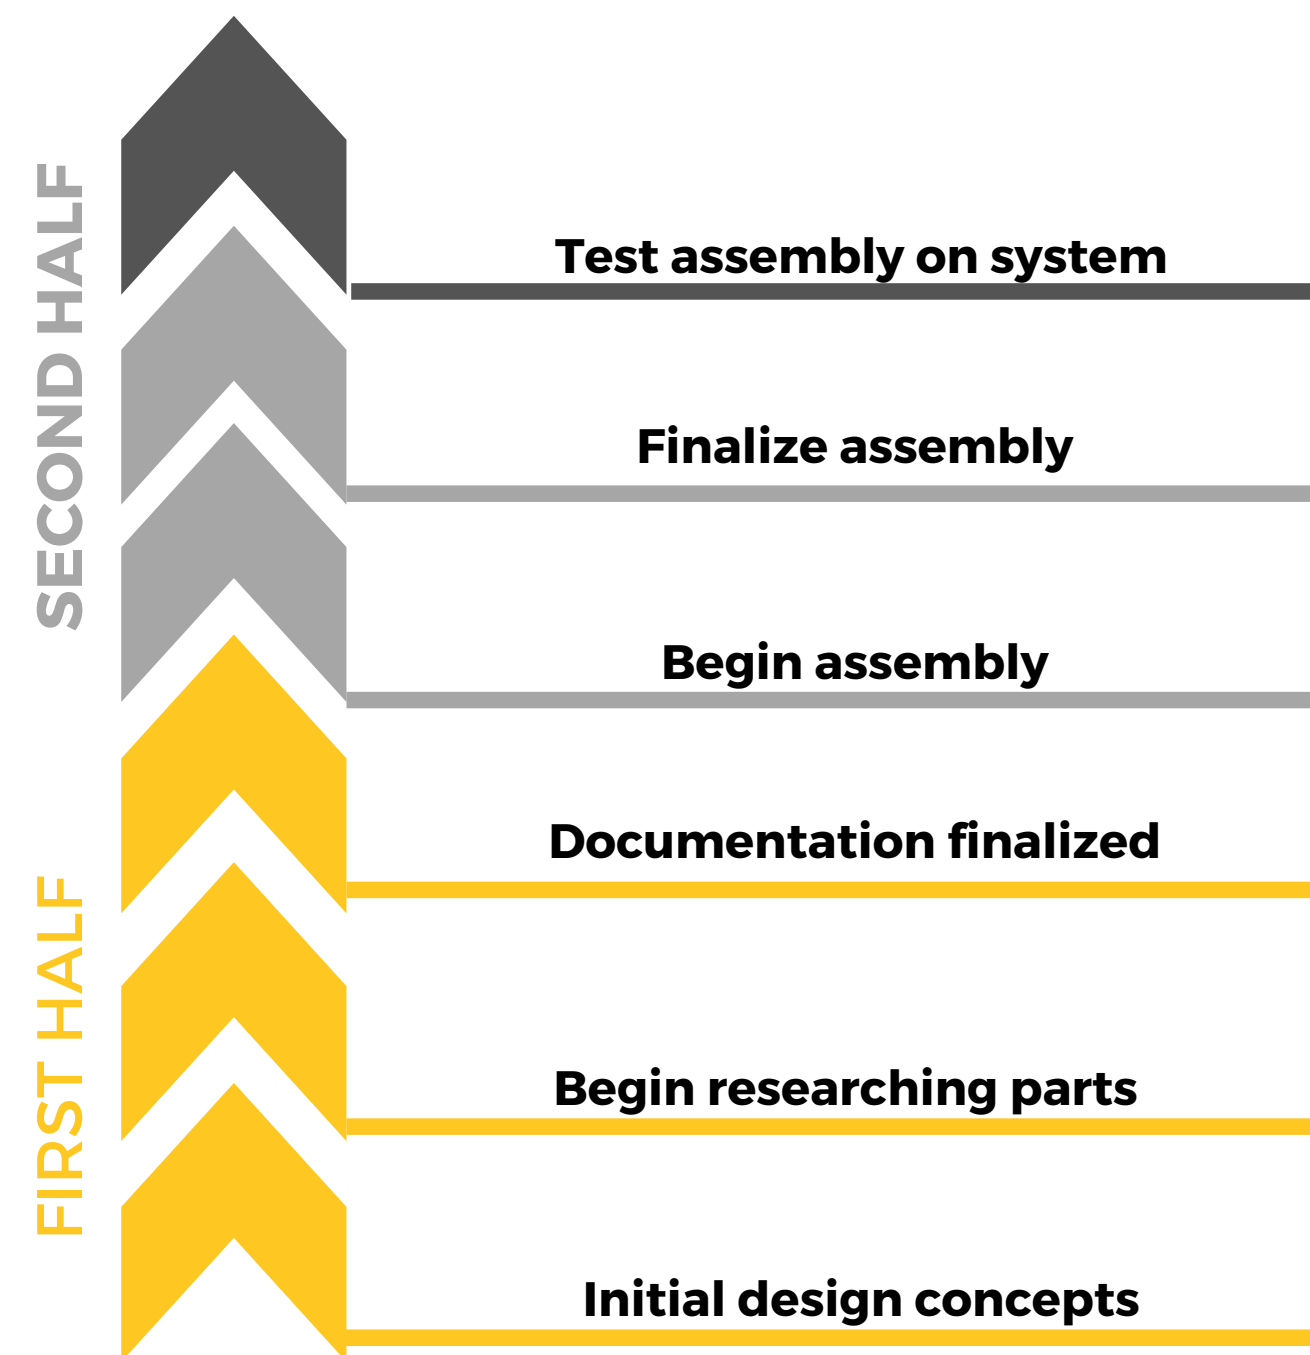 SECOND HALF
Test assembly on system
Finalize assembly
Begin assembly
FIRST HALF
Documentation finalized
Begin researching parts
Initial design concepts